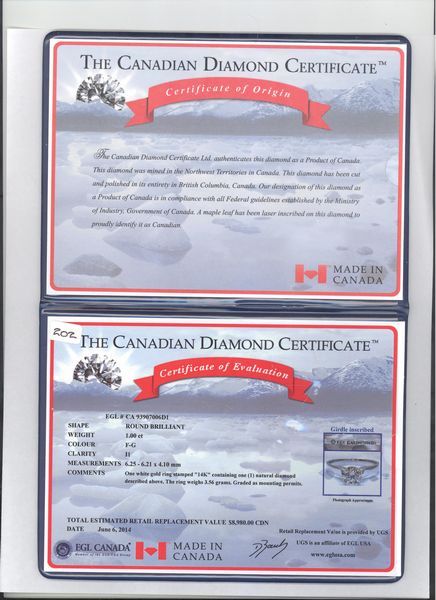 THE CANADIAN DIAMOND CERTIFICATE™
Certificate of Origin
The Canadian Diamond Certificate Ltd. authenticates this diamond as a Product of Canada.
This diamond was mined in the Northwest Territories in Canada. This diamond has been cut
and polished in its entirety in British Columbia, Canada. Our designation of this diamond as
a Product of Canada is in compliance with all Federal guidelines established by the Ministry
of Industry, Government of Canada. A maple leaf has been laser inscribed on this diamond to
proudly identify it as Canadian.
MADE IN
CANADA
202
THE CANADIAN DIAMOND CERTIFICATE™
Certificate of Evaluation
EGL # CA 93907006D1
SHAPE ROUND BRILLIANT
WEIGHT 1.00 ct
COLOUR F-G
CLARITY I1
MEASUREMENTS 6.25 - 6.21 x 4.10 mm
COMMENTS One white gold ring stamped "14K" containing one (1) natural diamond
described above. The ring weighs 3.56 grams. Graded as mounting permits.
Girdle inscribed
Photograph Approximate.
TOTAL ESTIMATED RETAIL REPLACEMENT VALUE $8,980.00 CDN
DATE June 6, 2014
Retail Replacement Value is provided by UGS
EGL CANADA
MADE IN
CANADA
UGS is an affiliate of EGL USA
www.eglusa.com